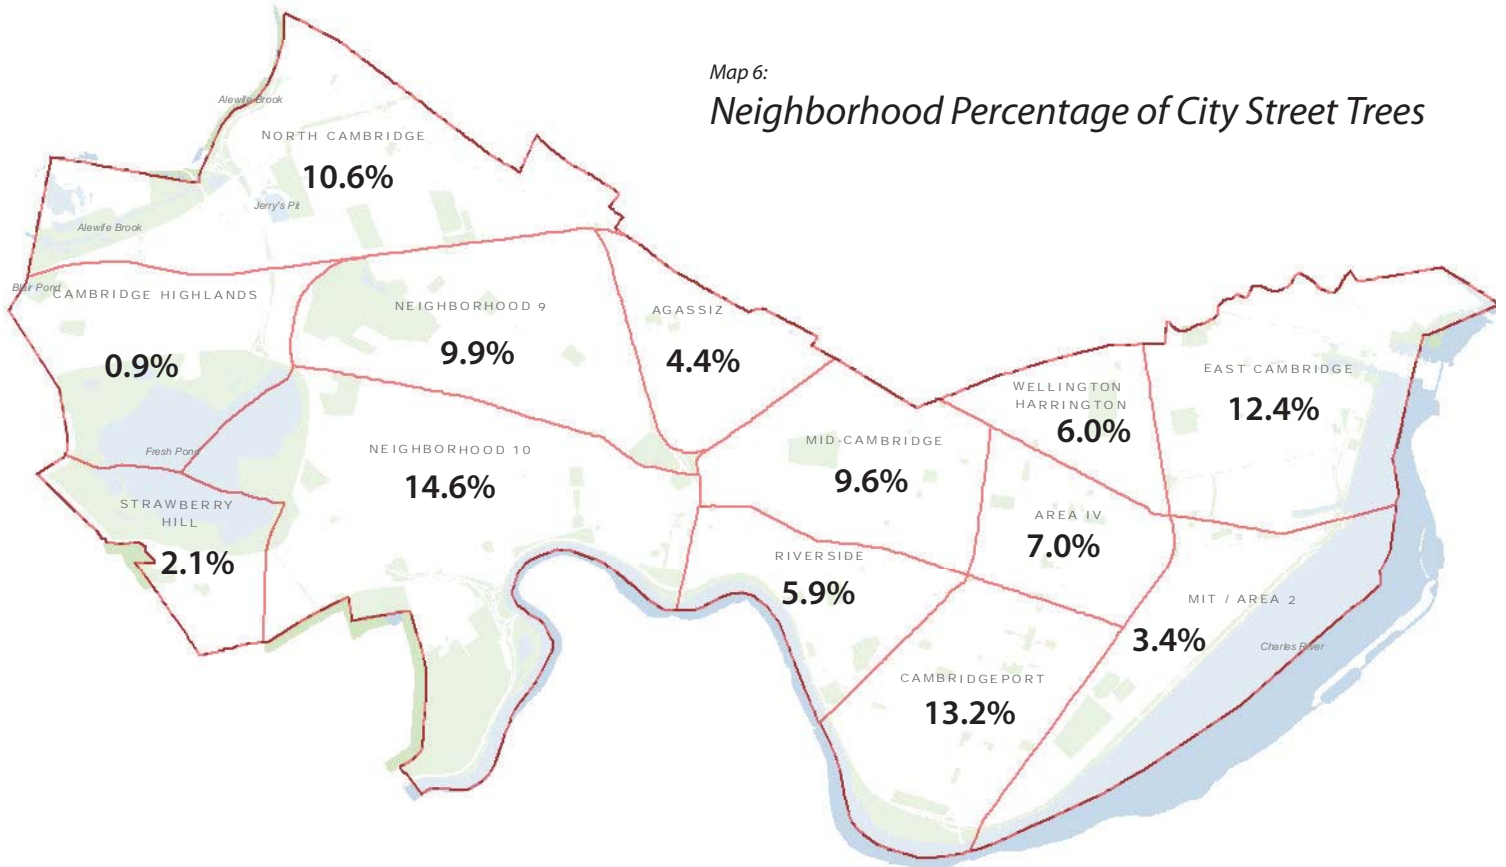 Map 6:
Neighborhood Percentage of City Street Trees
Alewife Brook
NORTH CAMBRIDGE
10.6%
Jerry's Pit
Alewife Brook
Blair Pond
CAMBRIDGE HIGHLANDS
0.9%
NEIGHBORHOOD 9
9.9%
AGASSIZ
4.4%
WELLINGTON
HARRINGTON
6.0%
EAST CAMBRIDGE
12.4%
Fresh Pond
NEIGHBORHOOD 10
14.6%
MID-CAMBRIDGE
9.6%
STRAWBERRY
HILL
2.1%
AREA IV
7.0%
RIVERSIDE
5.9%
MIT / AREA 2
3.4%
Charles River
CAMBRIDGEPORT
13.2%